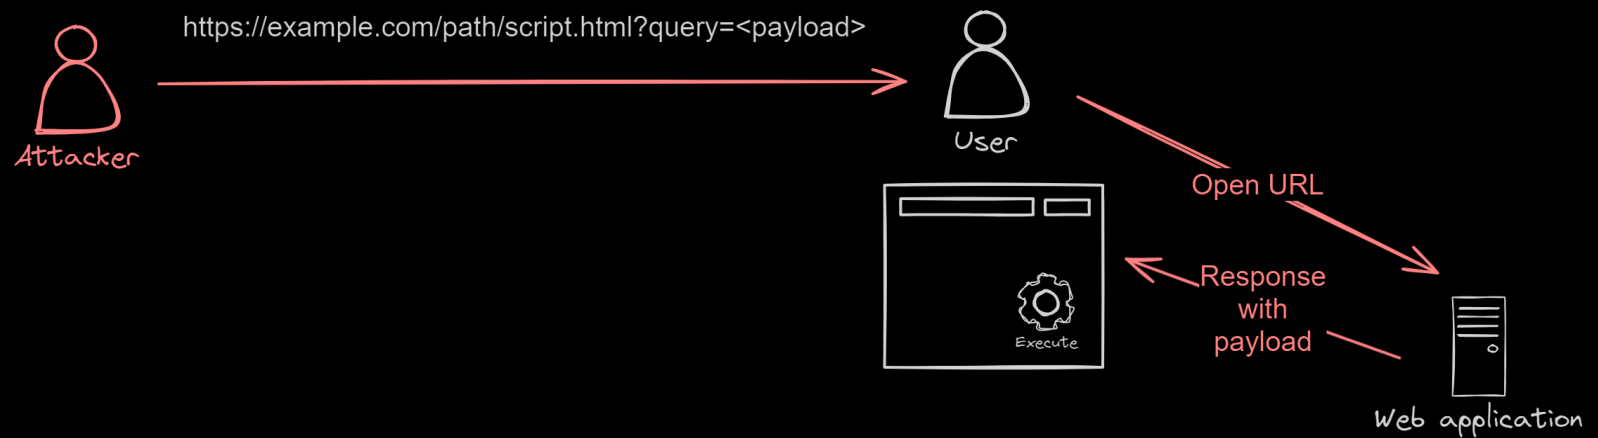 https://example.com/path/script.html?query=<payload>
Attacker
User
Open URL
Response
with
payload
Execute
Web application